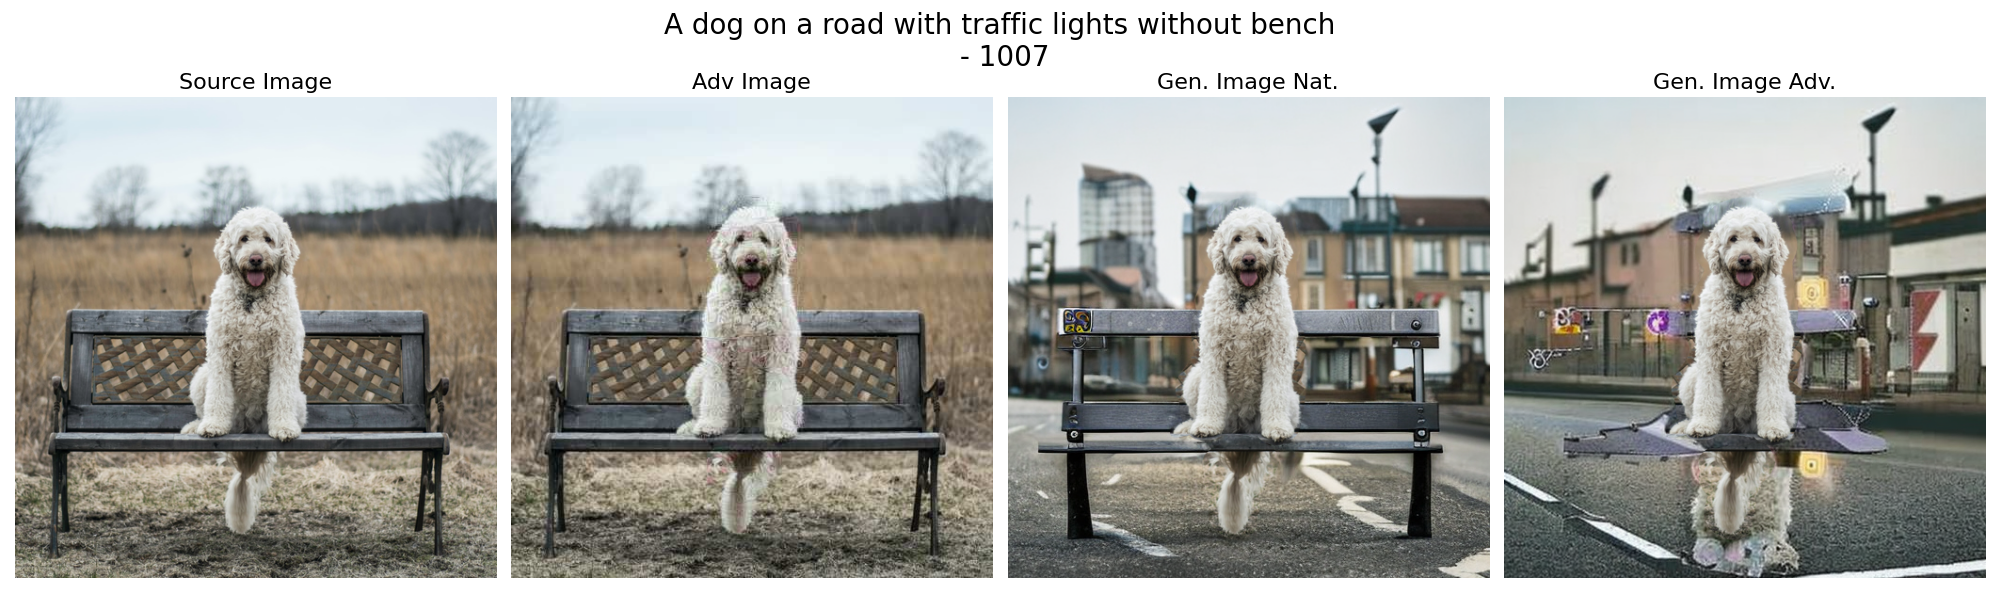 A dog on a road with traffic lights without bench
- 1007
Source Image
Adv Image
Gen. Image Nat.
Gen. Image Adv.